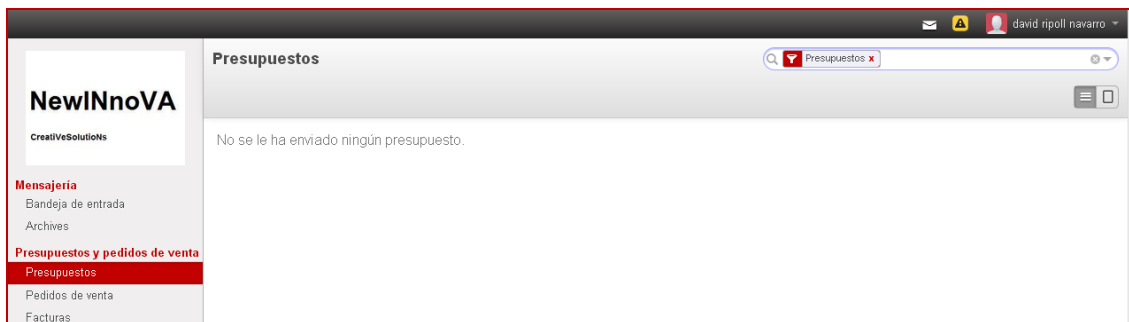 david ripoll navarro
Presupuestos
Presupuestos x
NewINnoVA
CreatiVeSolutioNs
No se le ha enviado ningún presupuesto.
Mensajería
Bandeja de entrada
Archives
Presupuestos y pedidos de venta
Presupuestos
Pedidos de venta
Facturas